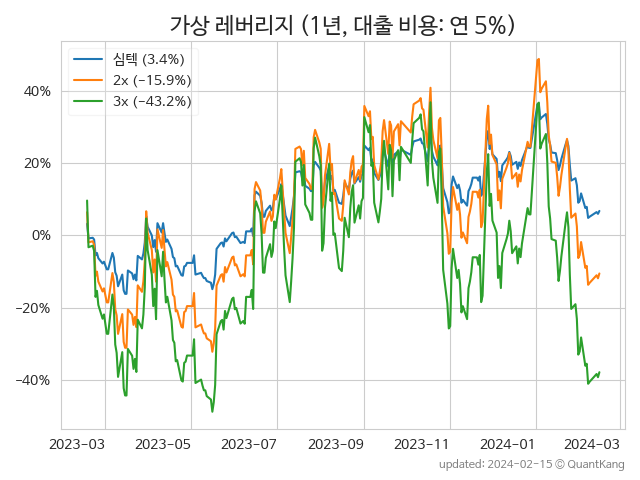 가상 레버리지 (1년, 대출 비용: 연 5%)
심텍 (3.4%)
2x (−15.9%)
3x (−43.2%)
40%
20%
0%
−20%
−40%
2023-03 2023-05 2023-07 2023-09 2023-11 2024-01 2024-03
updated: 2024-02-15 © QuantKang